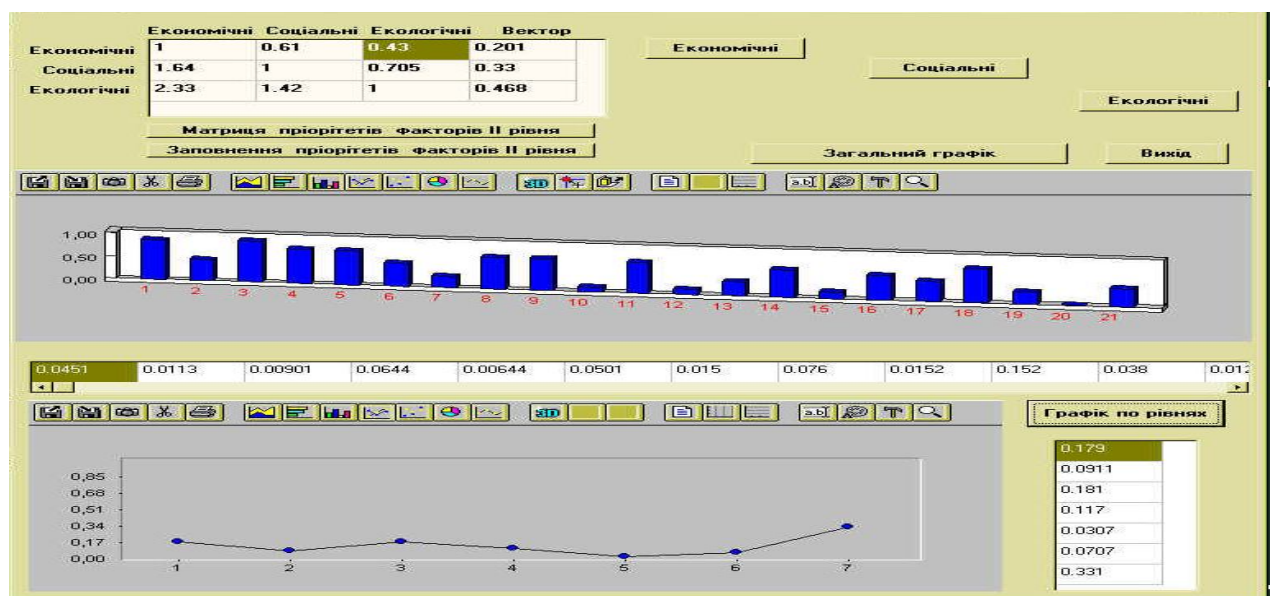 Економічні Соціальні Екологічні Вектор
Економічні 1 0.61 0.43 0.201
Соціальні 1.64 1 0.705 0.33
Екологічні 2.33 1.42 1 0.468
Економічні
Соціальні
Екологічні
Матриця пріорітетів факторів ІІ рівня
Заповнення пріорітетів факторів ІІ рівня
Загальний графік
Вихід
3D
1,00
0,50
0,00
1 2 3 4 5 6 7 8 9 10 11 12 13 14 15 16 17 18 19 20 21
0.0451 0.0113 0.00901 0.0644 0.00644 0.0501 0.015 0.076 0.0152 0.152 0.038
3D
Графік по рівнях
0,85
0,68
0,51
0,34
0,17
0,00
1 2 3 4 5 6 7
0.179
0.0911
0.181
0.117
0.0307
0.0707
0.331